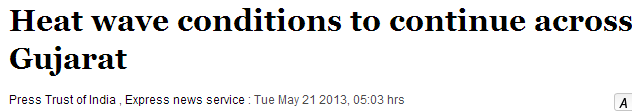 Heat wave conditions to continue across
Gujarat
Press Trust of India , Express news service : Tue May 21 2013, 05:03 hrs
A